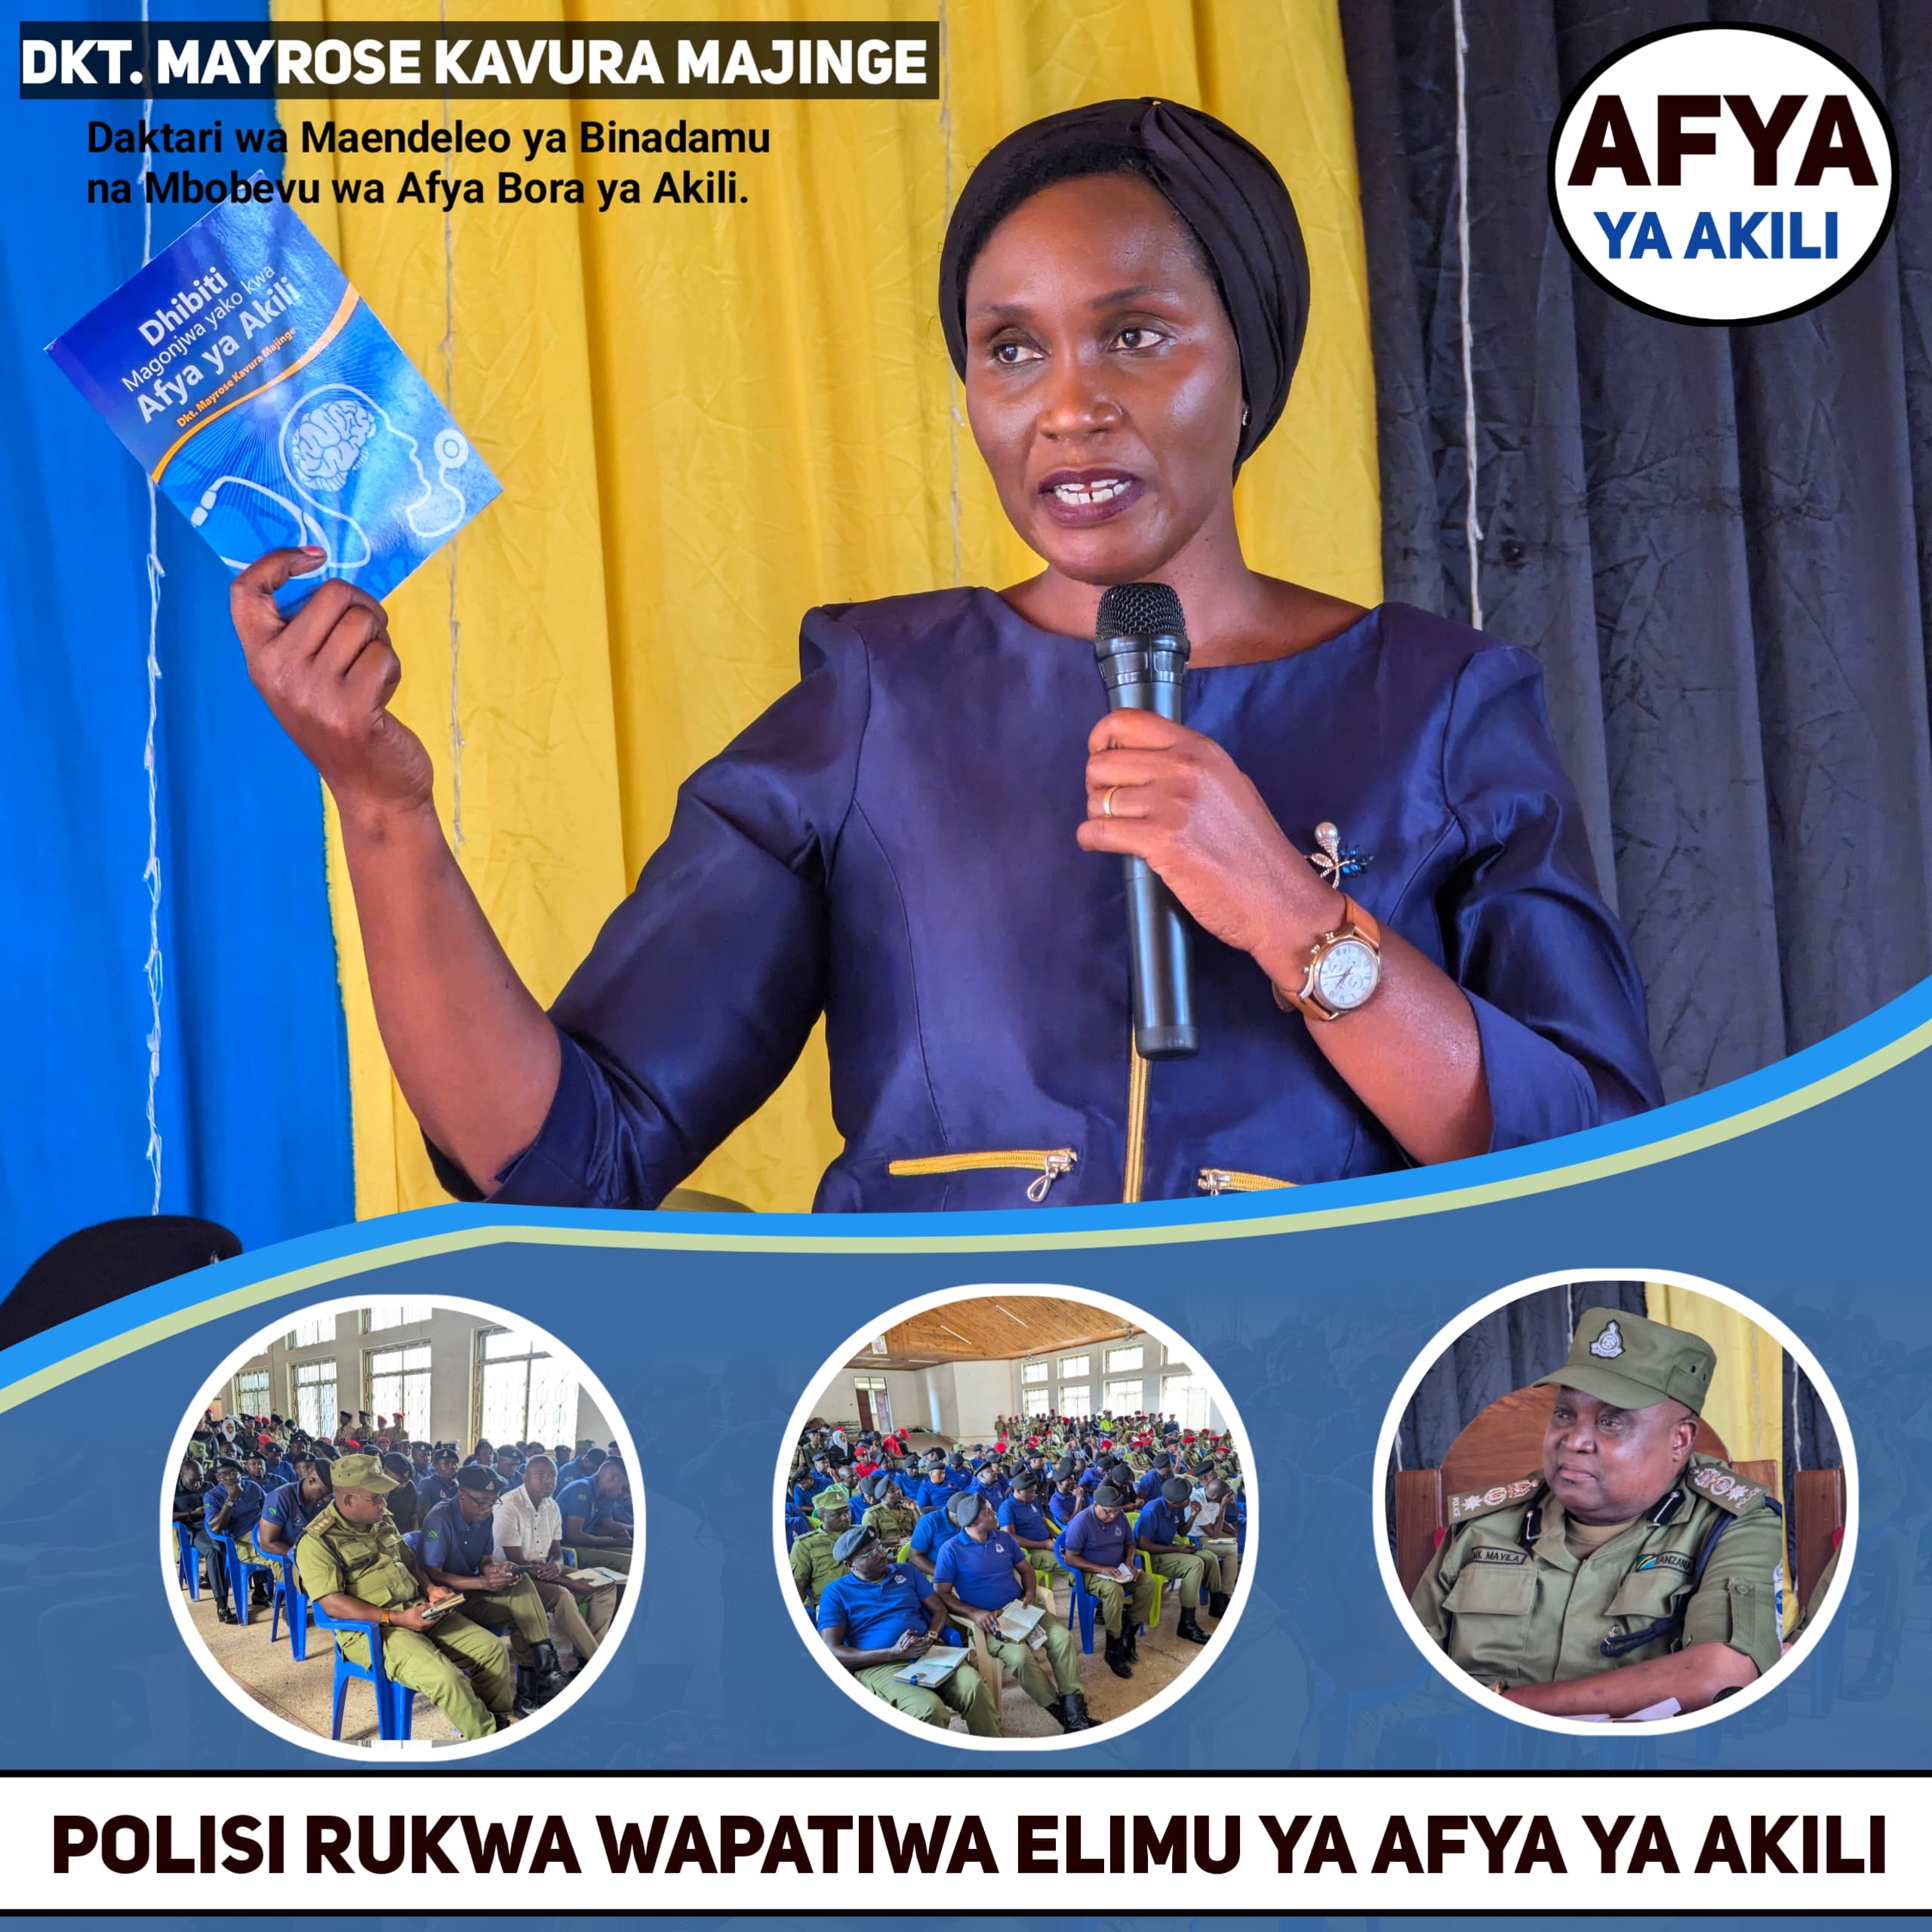 DKT. MAYROSE KAVURA MAJINGE
Daktari wa Maendeleo ya Binadamu
na Mbobevu wa Afya Bora ya Akili.
AFYA
YA AKILI
Dhibiti
Magonjwa yako kwa
Afya ya Akili
Dkt. Mayrose Kavura Majinge
POLICE
POLICE
MAYILA
TANZANIA
POLISI RUKWA WAPATIWA ELIMU YA AFYA YA AKILI